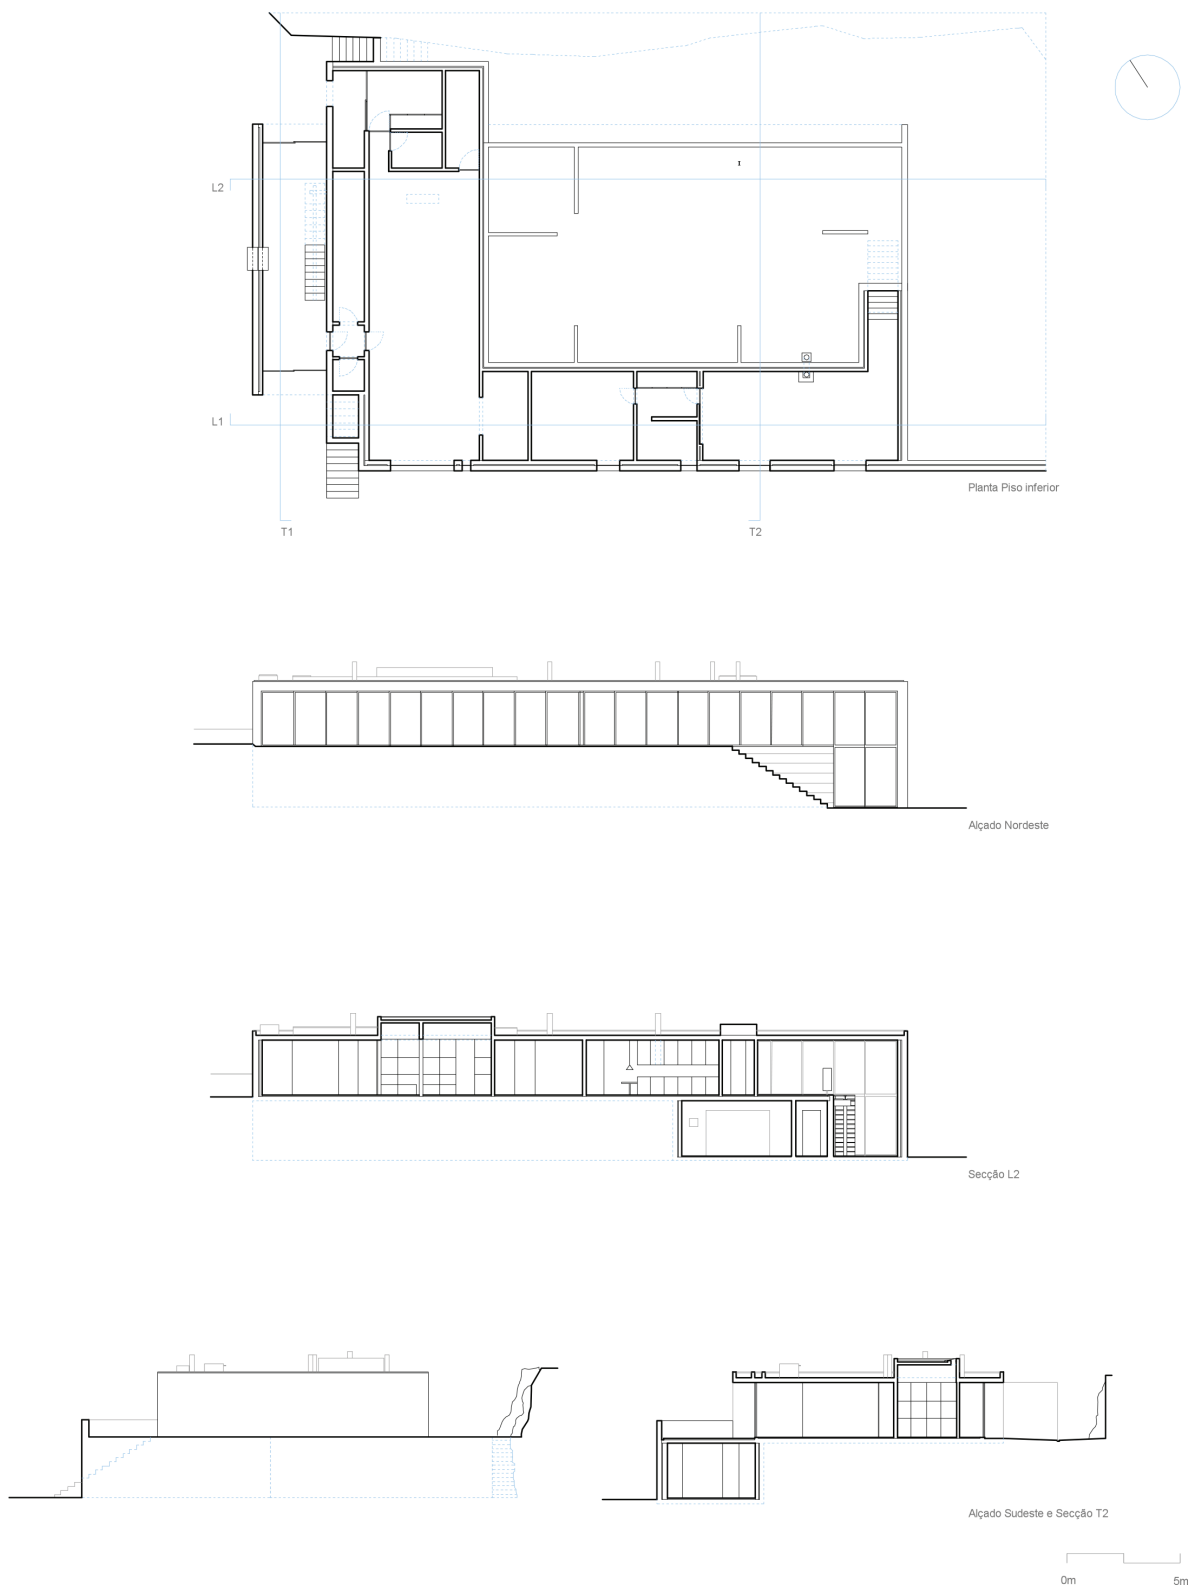 L2
L1
Planta Piso inferior
T1
T2
Alçado Nordeste
Secção L2
Alçado Sudeste e Secção T2
0m
5m